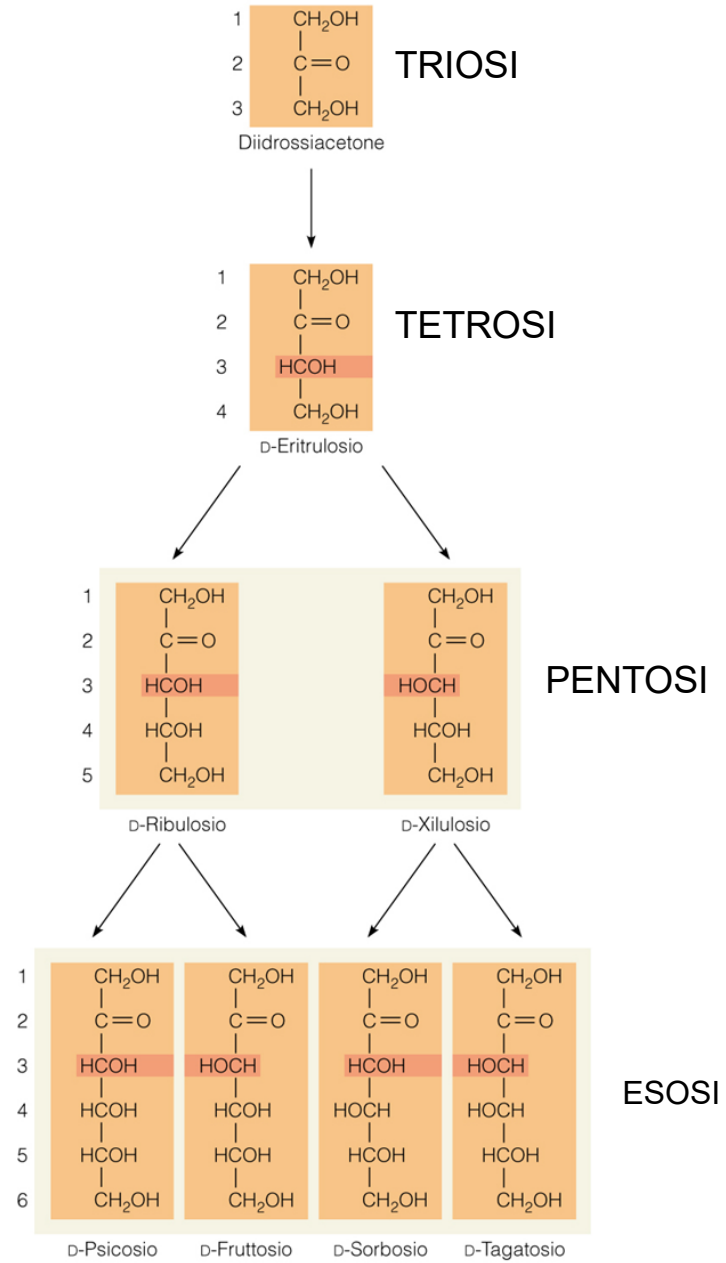 1 CH₂OH
2 C=O
3 CH₂OH
TRIOSI
Diidrossiacetone
1 CH₂OH
2 C=O
3 HCOH
4 CH₂OH
TETROSI
D-Eritrulosio
1 CH₂OH CH₂OH
2 C=O C=O
3 HCOH HOCH
4 HCOH HCOH
5 CH₂OH CH₂OH
PENTOSI
D-Ribulosio D-Xilulosio
1 CH₂OH CH₂OH CH₂OH CH₂OH
2 C=O C=O C=O C=O
3 HCOH HOCH HCOH HOCH
4 HCOH HCOH HOCH HOCH
5 HCOH HCOH HCOH HCOH
6 CH₂OH CH₂OH CH₂OH CH₂OH
ESOSI
D-Psicosio D-Fruttosio D-Sorbosio D-Tagatosio